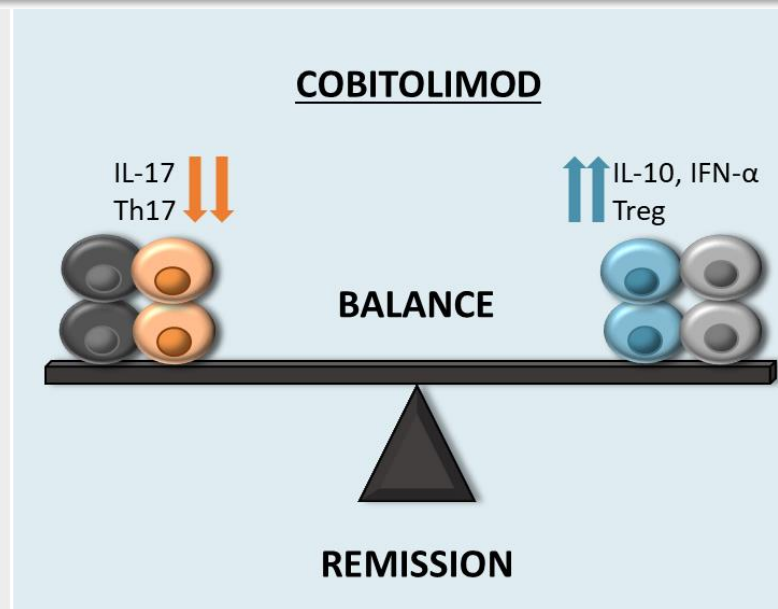 COBITOLIMOD
IL-17
Th17
IL-10, IFN-α
Treg
BALANCE
REMISSION